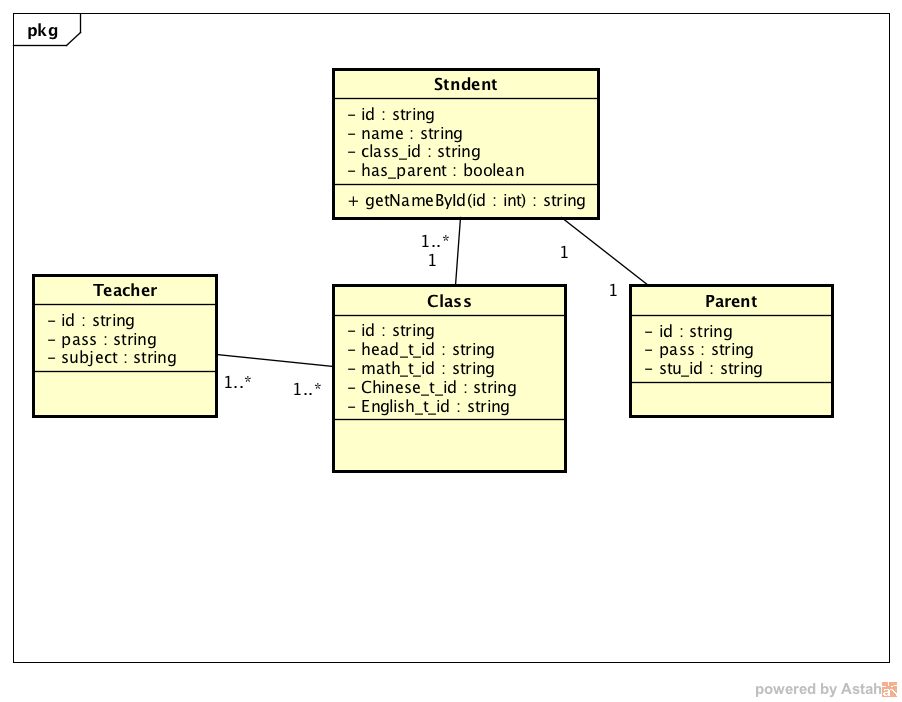 pkg
Stndent
- id : string
- name : string
- class_id : string
- has_parent : boolean
+ getNameById(id : int) : string
1..*
1
1
1
Teacher
- id : string
- pass : string
- subject : string
1..*
1..*
Class
- id : string
- head_t_id : string
- math_t_id : string
- Chinese_t_id : string
- English_t_id : string
Parent
- id : string
- pass : string
- stu_id : string
powered by Astah